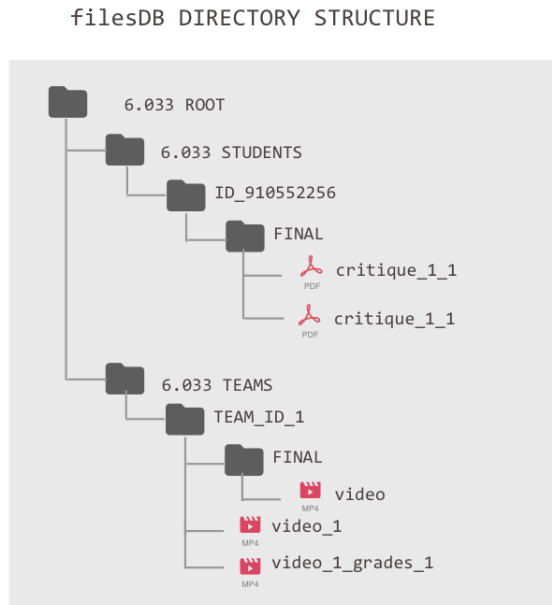 filesDB DIRECTORY STRUCTURE
6.033 ROOT
6.033 STUDENTS
ID_910552256
FINAL
critique_1_1
PDF
critique_1_1
PDF
6.033 TEAMS
TEAM_ID_1
FINAL
video
MP4
video_1
MP4
video_1_grades_1
MP4